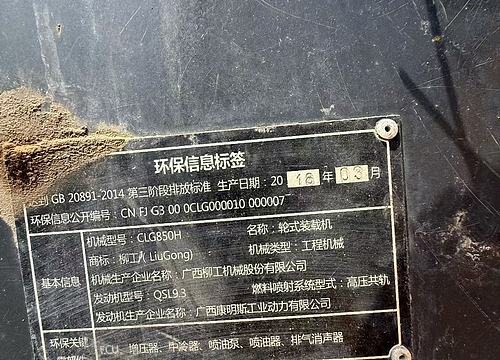 环保信息标签
到 GB 20891-2014 第三阶段排放标准 生产日期：20 16 年 03 月
环保信息公开编号：CN FJ G3 00 0CLG000010 000007
基本信息
机械型号：CLG850H 名称：轮式装载机
商标：柳工( LiuGong) 机械类型：工程机械
机械生产企业名称：广西柳工机械股份有限公司
发动机型号：QSL9.3 燃料喷射系统型式：高压共轨
发动机生产企业名称：广西康明斯工业动力有限公司
环保关键
ECU、增压器、中冷器、喷油泵、喷油器、排气消声器